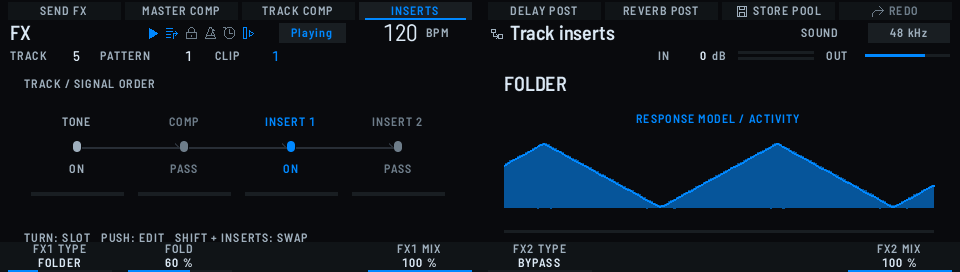 SEND FX MASTER COMP TRACK COMP INSERTS DELAY POST REVERB POST STORE POOL REDO
FX Playing 120 BPM Track inserts SOUND 48 kHz
TRACK 5 PATTERN 1 CLIP 1 IN 0 dB OUT
TRACK / SIGNAL ORDER
FOLDER
TONE COMP INSERT 1 INSERT 2
RESPONSE MODEL / ACTIVITY
ON PASS ON PASS
TURN: SLOT PUSH: EDIT SHIFT + INSERTS: SWAP
FX1 TYPE FOLD FX1 MIX FX2 TYPE FX2 MIX
FOLDER 60 % 100 % BYPASS 100 %